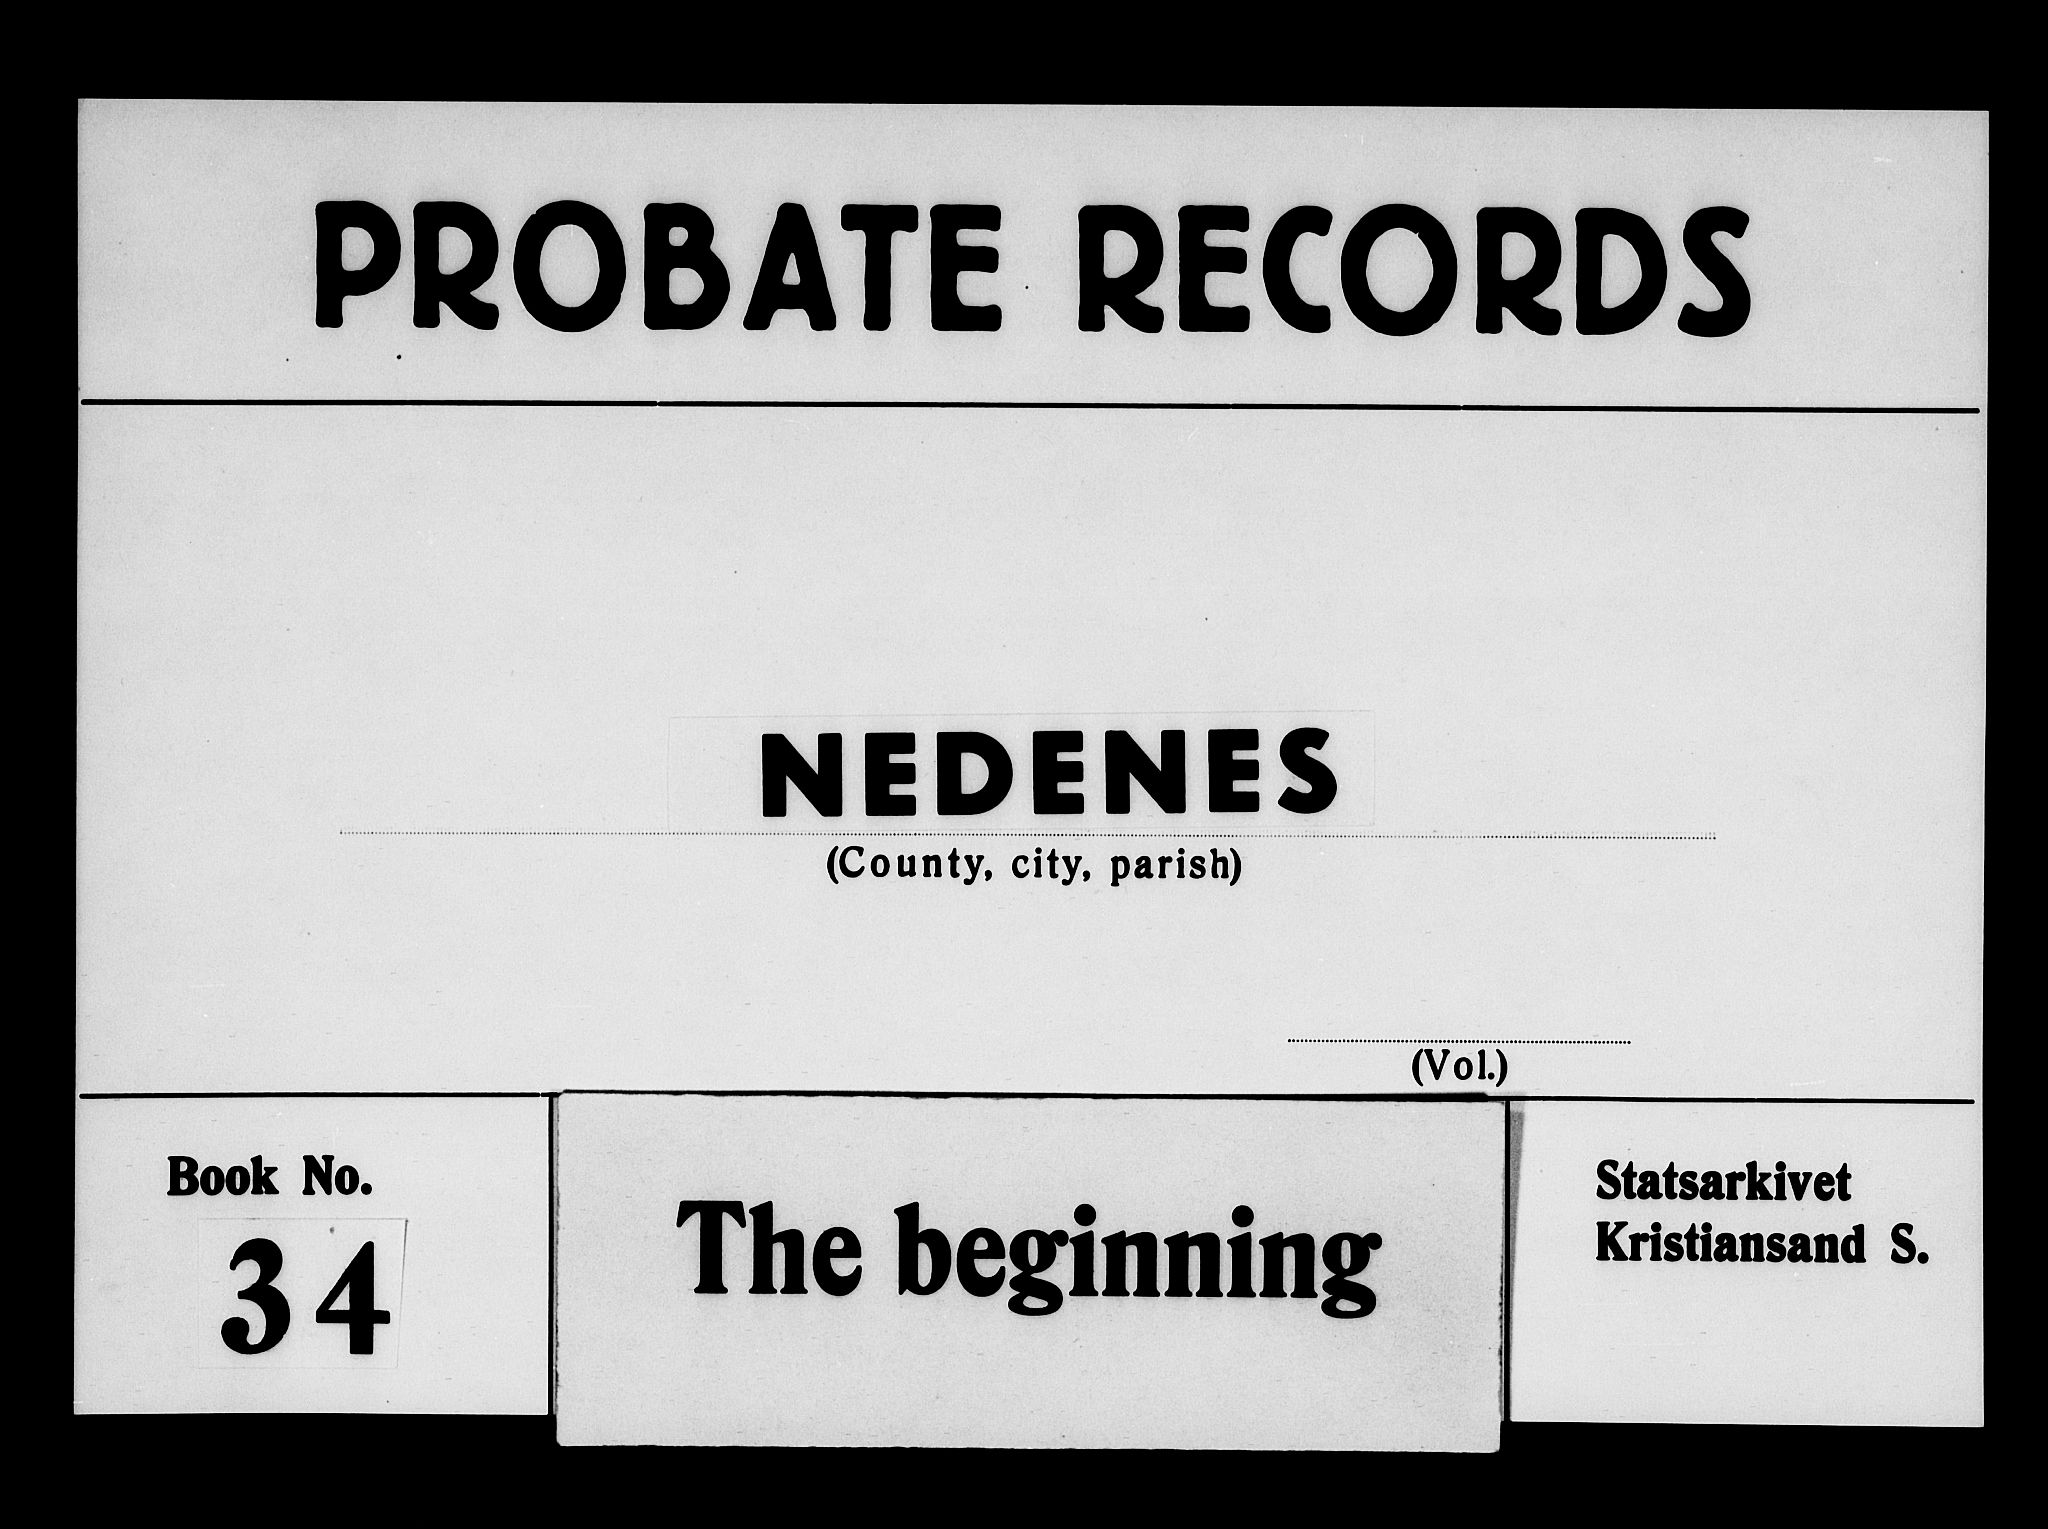 PROBATE RECORDS
NEDENES
(County, city, parish)
(Vol.)
Book No.
34
The beginning
Statsarkivet
Kristiansand S.